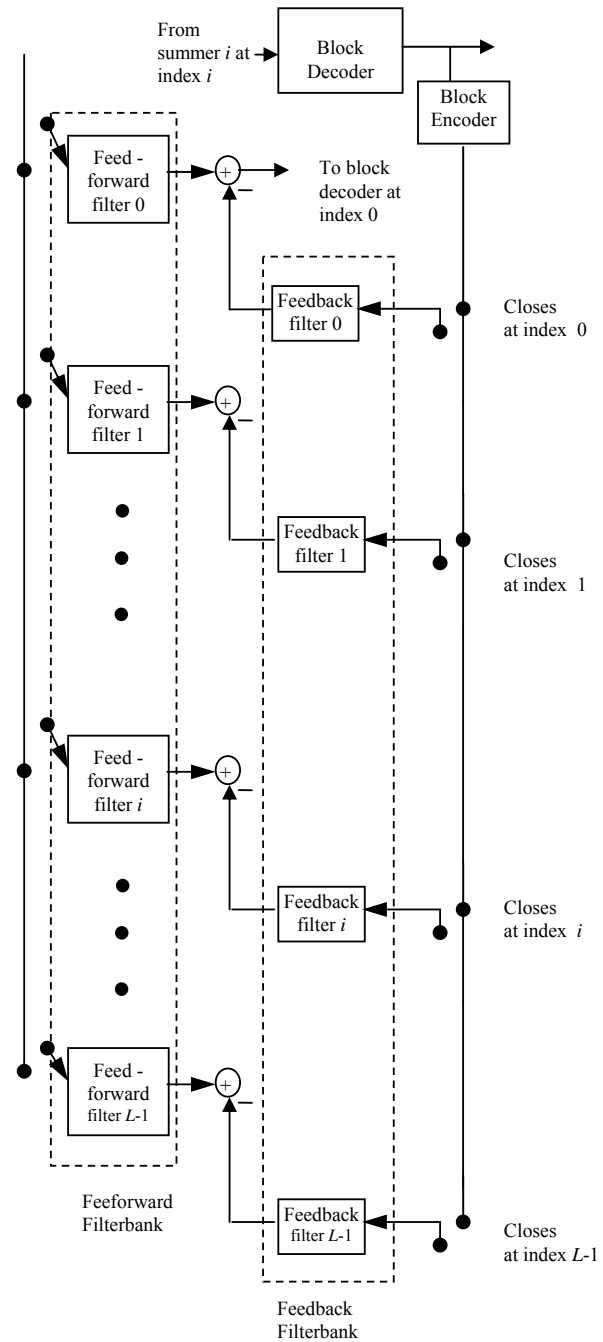 From
summer i at
index i
Block
Decoder
Block
Encoder
Feed -
forward
filter 0
+
−
To block
decoder at
index 0
Feedback
filter 0
Closes
at index 0
Feed -
forward
filter 1
+
−
Feedback
filter 1
Closes
at index 1
Feed -
forward
filter i
+
−
Feedback
filter i
Closes
at index i
Feed -
forward
filter L-1
+
−
Feedback
filter L-1
Closes
at index L-1
Feeforward
Filterbank
Feedback
Filterbank